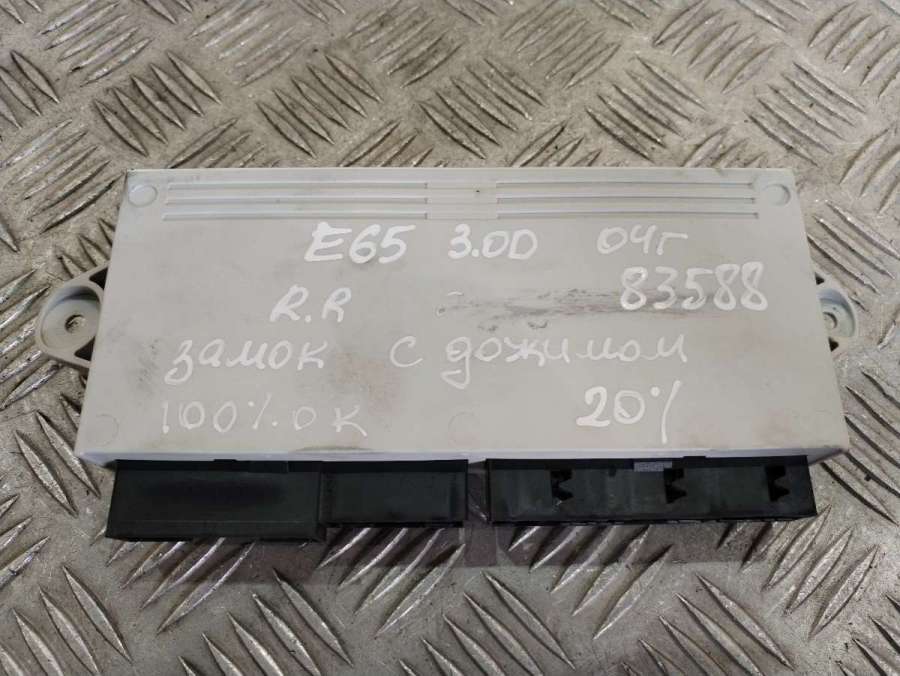 E65 3.0D 04г
83588
R.R
замок с дожимом
100% ок 20%